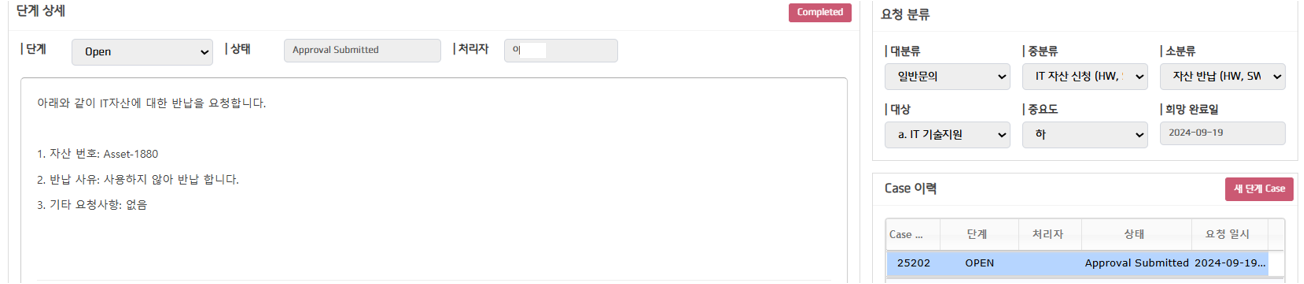 단계 상세
Completed
단계 Open 상태 Approval Submitted 처리자 이
아래와 같이 IT자산에 대한 반납을 요청합니다.
1. 자산 번호: Asset-1880
2. 반납 사유: 사용하지 않아 반납 합니다.
3. 기타 요청사항: 없음
요청 분류
대분류 중분류 소분류
일반문의 IT 자산 신청 (HW, 자산 반납 (HW, SW
대상 중요도 희망 완료일
a. IT 기술지원 하 2024-09-19
Case 이력
새 단계 Case
Case ... 단계 처리자 상태 요청 일시
25202 OPEN Approval Submitted 2024-09-19...